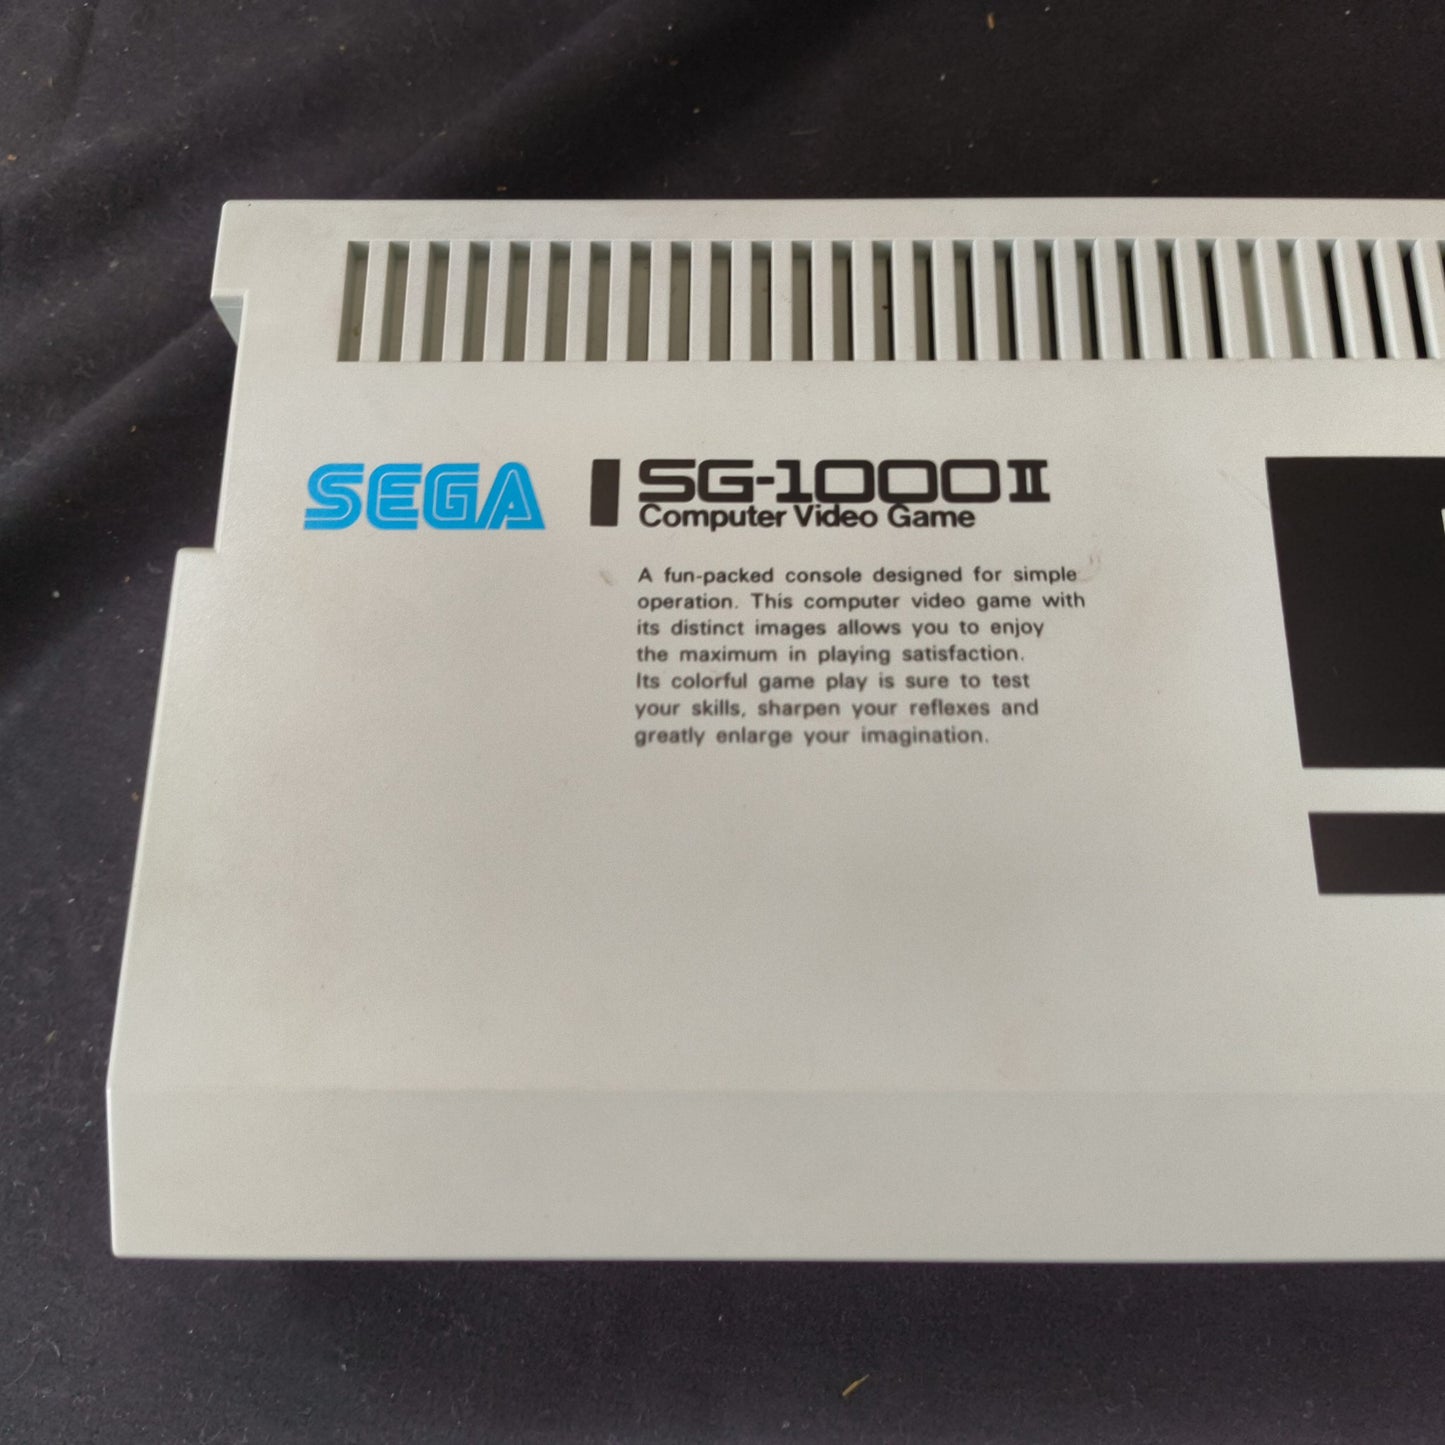 SEGA
SG-1000 II
Computer Video Game
A fun-packed console designed for simple
operation. This computer video game with
its distinct images allows you to enjoy
the maximum in playing satisfaction.
Its colorful game play is sure to test
your skills, sharpen your reflexes and
greatly enlarge your imagination.